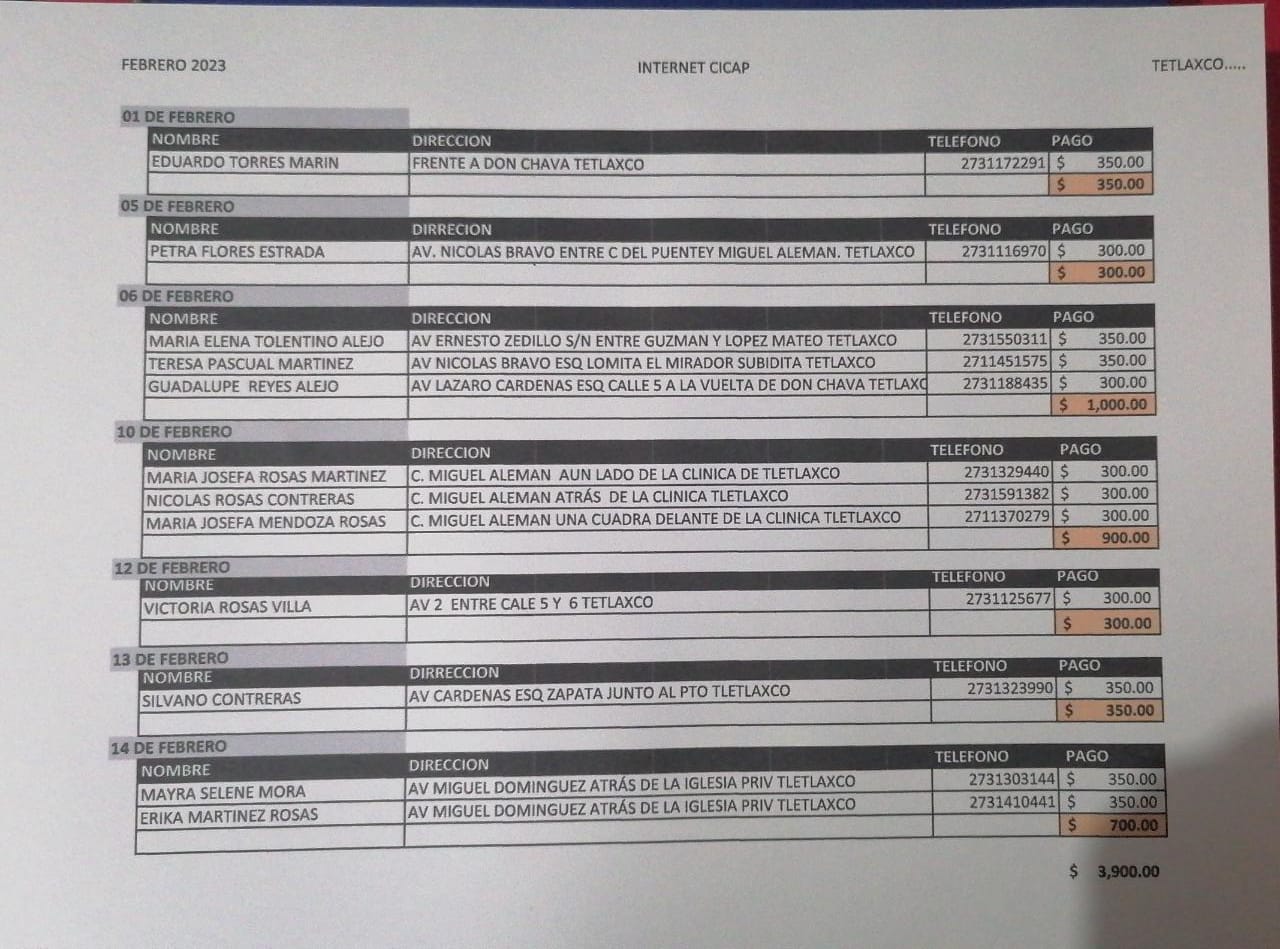 FEBRERO 2023 INTERNET CICAP TETLAXCO.....
01 DE FEBRERO
NOMBRE DIRECCION TELEFONO PAGO
EDUARDO TORRES MARIN FRENTE A DON CHAVA TETLAXCO 2731172291 $ 350.00
$ 350.00
05 DE FEBRERO
NOMBRE DIRRECION TELEFONO PAGO
PETRA FLORES ESTRADA AV. NICOLAS BRAVO ENTRE C DEL PUENTEY MIGUEL ALEMAN. TETLAXCO 2731116970 $ 300.00
$ 300.00
06 DE FEBRERO
NOMBRE DIRECCION TELEFONO PAGO
MARIA ELENA TOLENTINO ALEJO AV ERNESTO ZEDILLO S/N ENTRE GUZMAN Y LOPEZ MATEO TETLAXCO 2731550311 $ 350.00
TERESA PASCUAL MARTINEZ AV NICOLAS BRAVO ESQ LOMITA EL MIRADOR SUBIDITA TETLAXCO 2711451575 $ 350.00
GUADALUPE REYES ALEJO AV LAZARO CARDENAS ESQ CALLE 5 A LA VUELTA DE DON CHAVA TETLAXC 2731188435 $ 300.00
$ 1,000.00
10 DE FEBRERO
NOMBRE DIRECCION TELEFONO PAGO
MARIA JOSEFA ROSAS MARTINEZ C. MIGUEL ALEMAN AUN LADO DE LA CLINICA DE TLETLAXCO 2731329440 $ 300.00
NICOLAS ROSAS CONTRERAS C. MIGUEL ALEMAN ATRÁS DE LA CLINICA TLETLAXCO 2731591382 $ 300.00
MARIA JOSEFA MENDOZA ROSAS C. MIGUEL ALEMAN UNA CUADRA DELANTE DE LA CLINICA TLETLAXCO 2711370279 $ 300.00
$ 900.00
12 DE FEBRERO
NOMBRE DIRECCION TELEFONO PAGO
VICTORIA ROSAS VILLA AV 2 ENTRE CALE 5 Y 6 TETLAXCO 2731125677 $ 300.00
$ 300.00
13 DE FEBRERO
NOMBRE DIRRECCION TELEFONO PAGO
SILVANO CONTRERAS AV CARDENAS ESQ ZAPATA JUNTO AL PTO TLETLAXCO 2731323990 $ 350.00
$ 350.00
14 DE FEBRERO
NOMBRE DIRECCION TELEFONO PAGO
MAYRA SELENE MORA AV MIGUEL DOMINGUEZ ATRÁS DE LA IGLESIA PRIV TLETLAXCO 2731303144 $ 350.00
ERIKA MARTINEZ ROSAS AV MIGUEL DOMINGUEZ ATRÁS DE LA IGLESIA PRIV TLETLAXCO 2731410441 $ 350.00
$ 700.00
$ 3,900.00